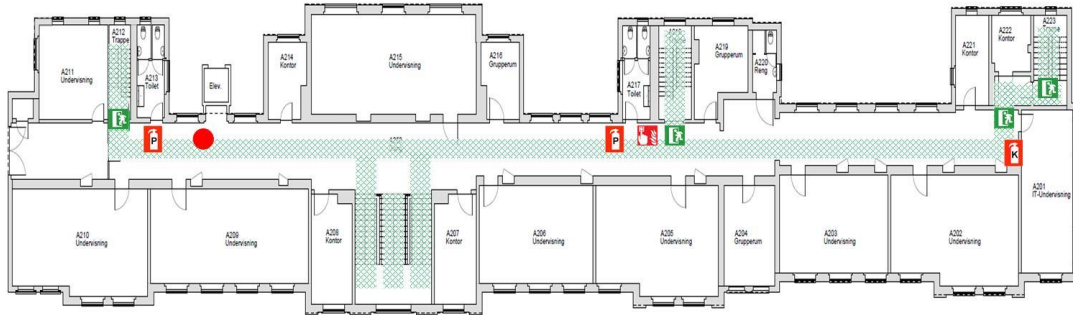 A211
Undervisning
A212
Trappe
A213
Toilet
Elev.
A214
Kontor
A215
Undervisning
A216
Grupperum
A217
Toilet
A219
Grupperum
A220
Reng
A221
Kontor
A222
Kontor
A223
Trappe
P
P
K
A210
Undervisning
A209
Undervisning
A208
Kontor
A207
Kontor
A206
Undervisning
A205
Undervisning
A204
Grupperum
A203
Undervisning
A202
Undervisning
A201
IT-Undervisning